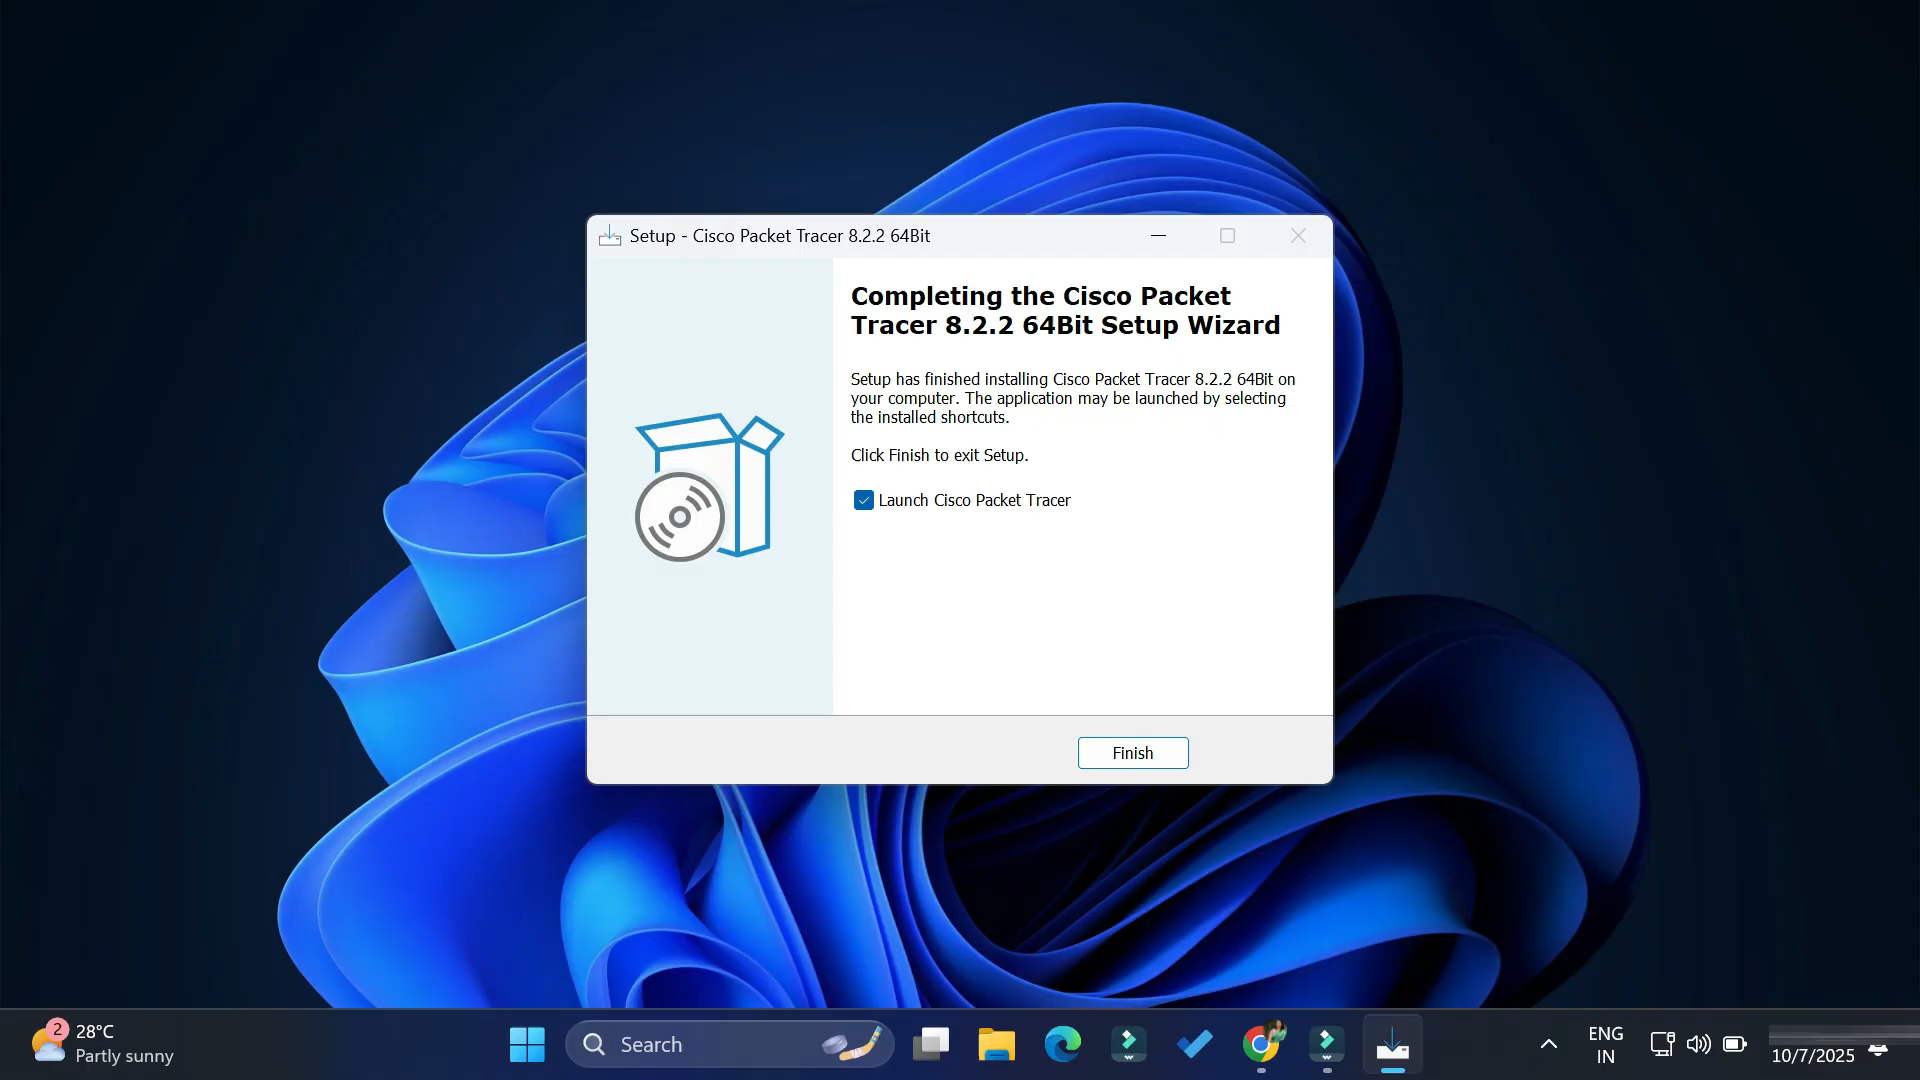 Setup - Cisco Packet Tracer 8.2.2 64Bit
Completing the Cisco Packet
Tracer 8.2.2 64Bit Setup Wizard
Setup has finished installing Cisco Packet Tracer 8.2.2 64Bit on
your computer. The application may be launched by selecting
the installed shortcuts.
Click Finish to exit Setup.
Launch Cisco Packet Tracer
Finish
2
28°C
Partly sunny
Search
ENG
IN
10/7/2025